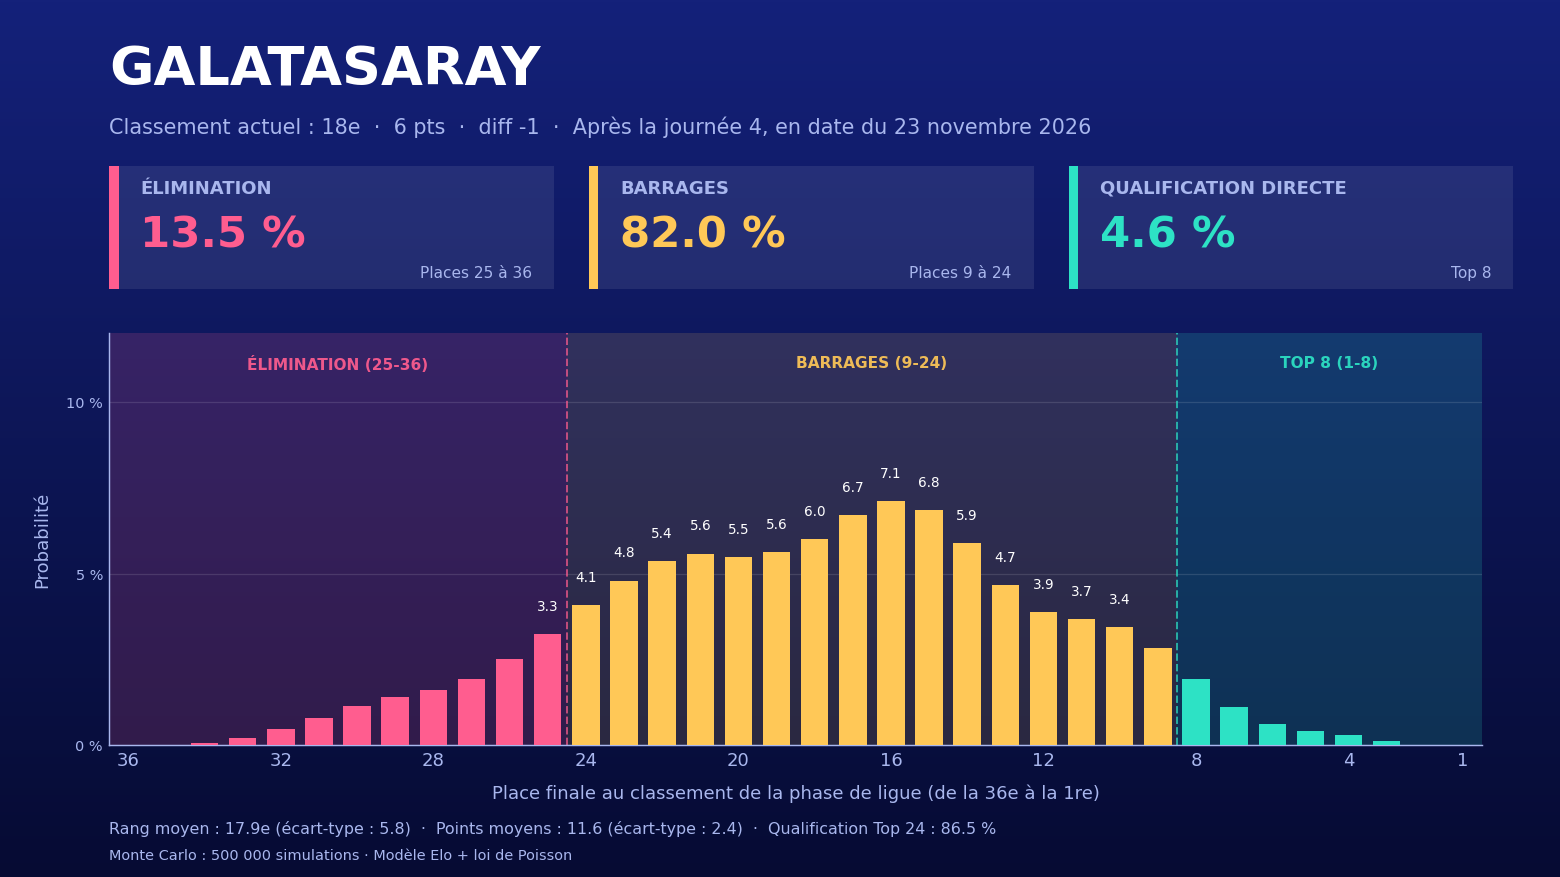 GALATASARAY
Classement actuel : 18e · 6 pts · diff -1 · Après la journée 4, en date du 23 novembre 2026
ÉLIMINATION
13.5 %
Places 25 à 36
BARRAGES
82.0 %
Places 9 à 24
QUALIFICATION DIRECTE
4.6 %
Top 8
ÉLIMINATION (25-36)
BARRAGES (9-24)
TOP 8 (1-8)
Probabilité
10 %
5 %
0 %
3.3
4.1
4.8
5.4
5.6
5.5
5.6
6.0
6.7
7.1
6.8
5.9
4.7
3.9
3.7
3.4
36 32 28 24 20 16 12 8 4 1
Place finale au classement de la phase de ligue (de la 36e à la 1re)
Rang moyen : 17.9e (écart-type : 5.8) · Points moyens : 11.6 (écart-type : 2.4) · Qualification Top 24 : 86.5 %
Monte Carlo : 500 000 simulations · Modèle Elo + loi de Poisson